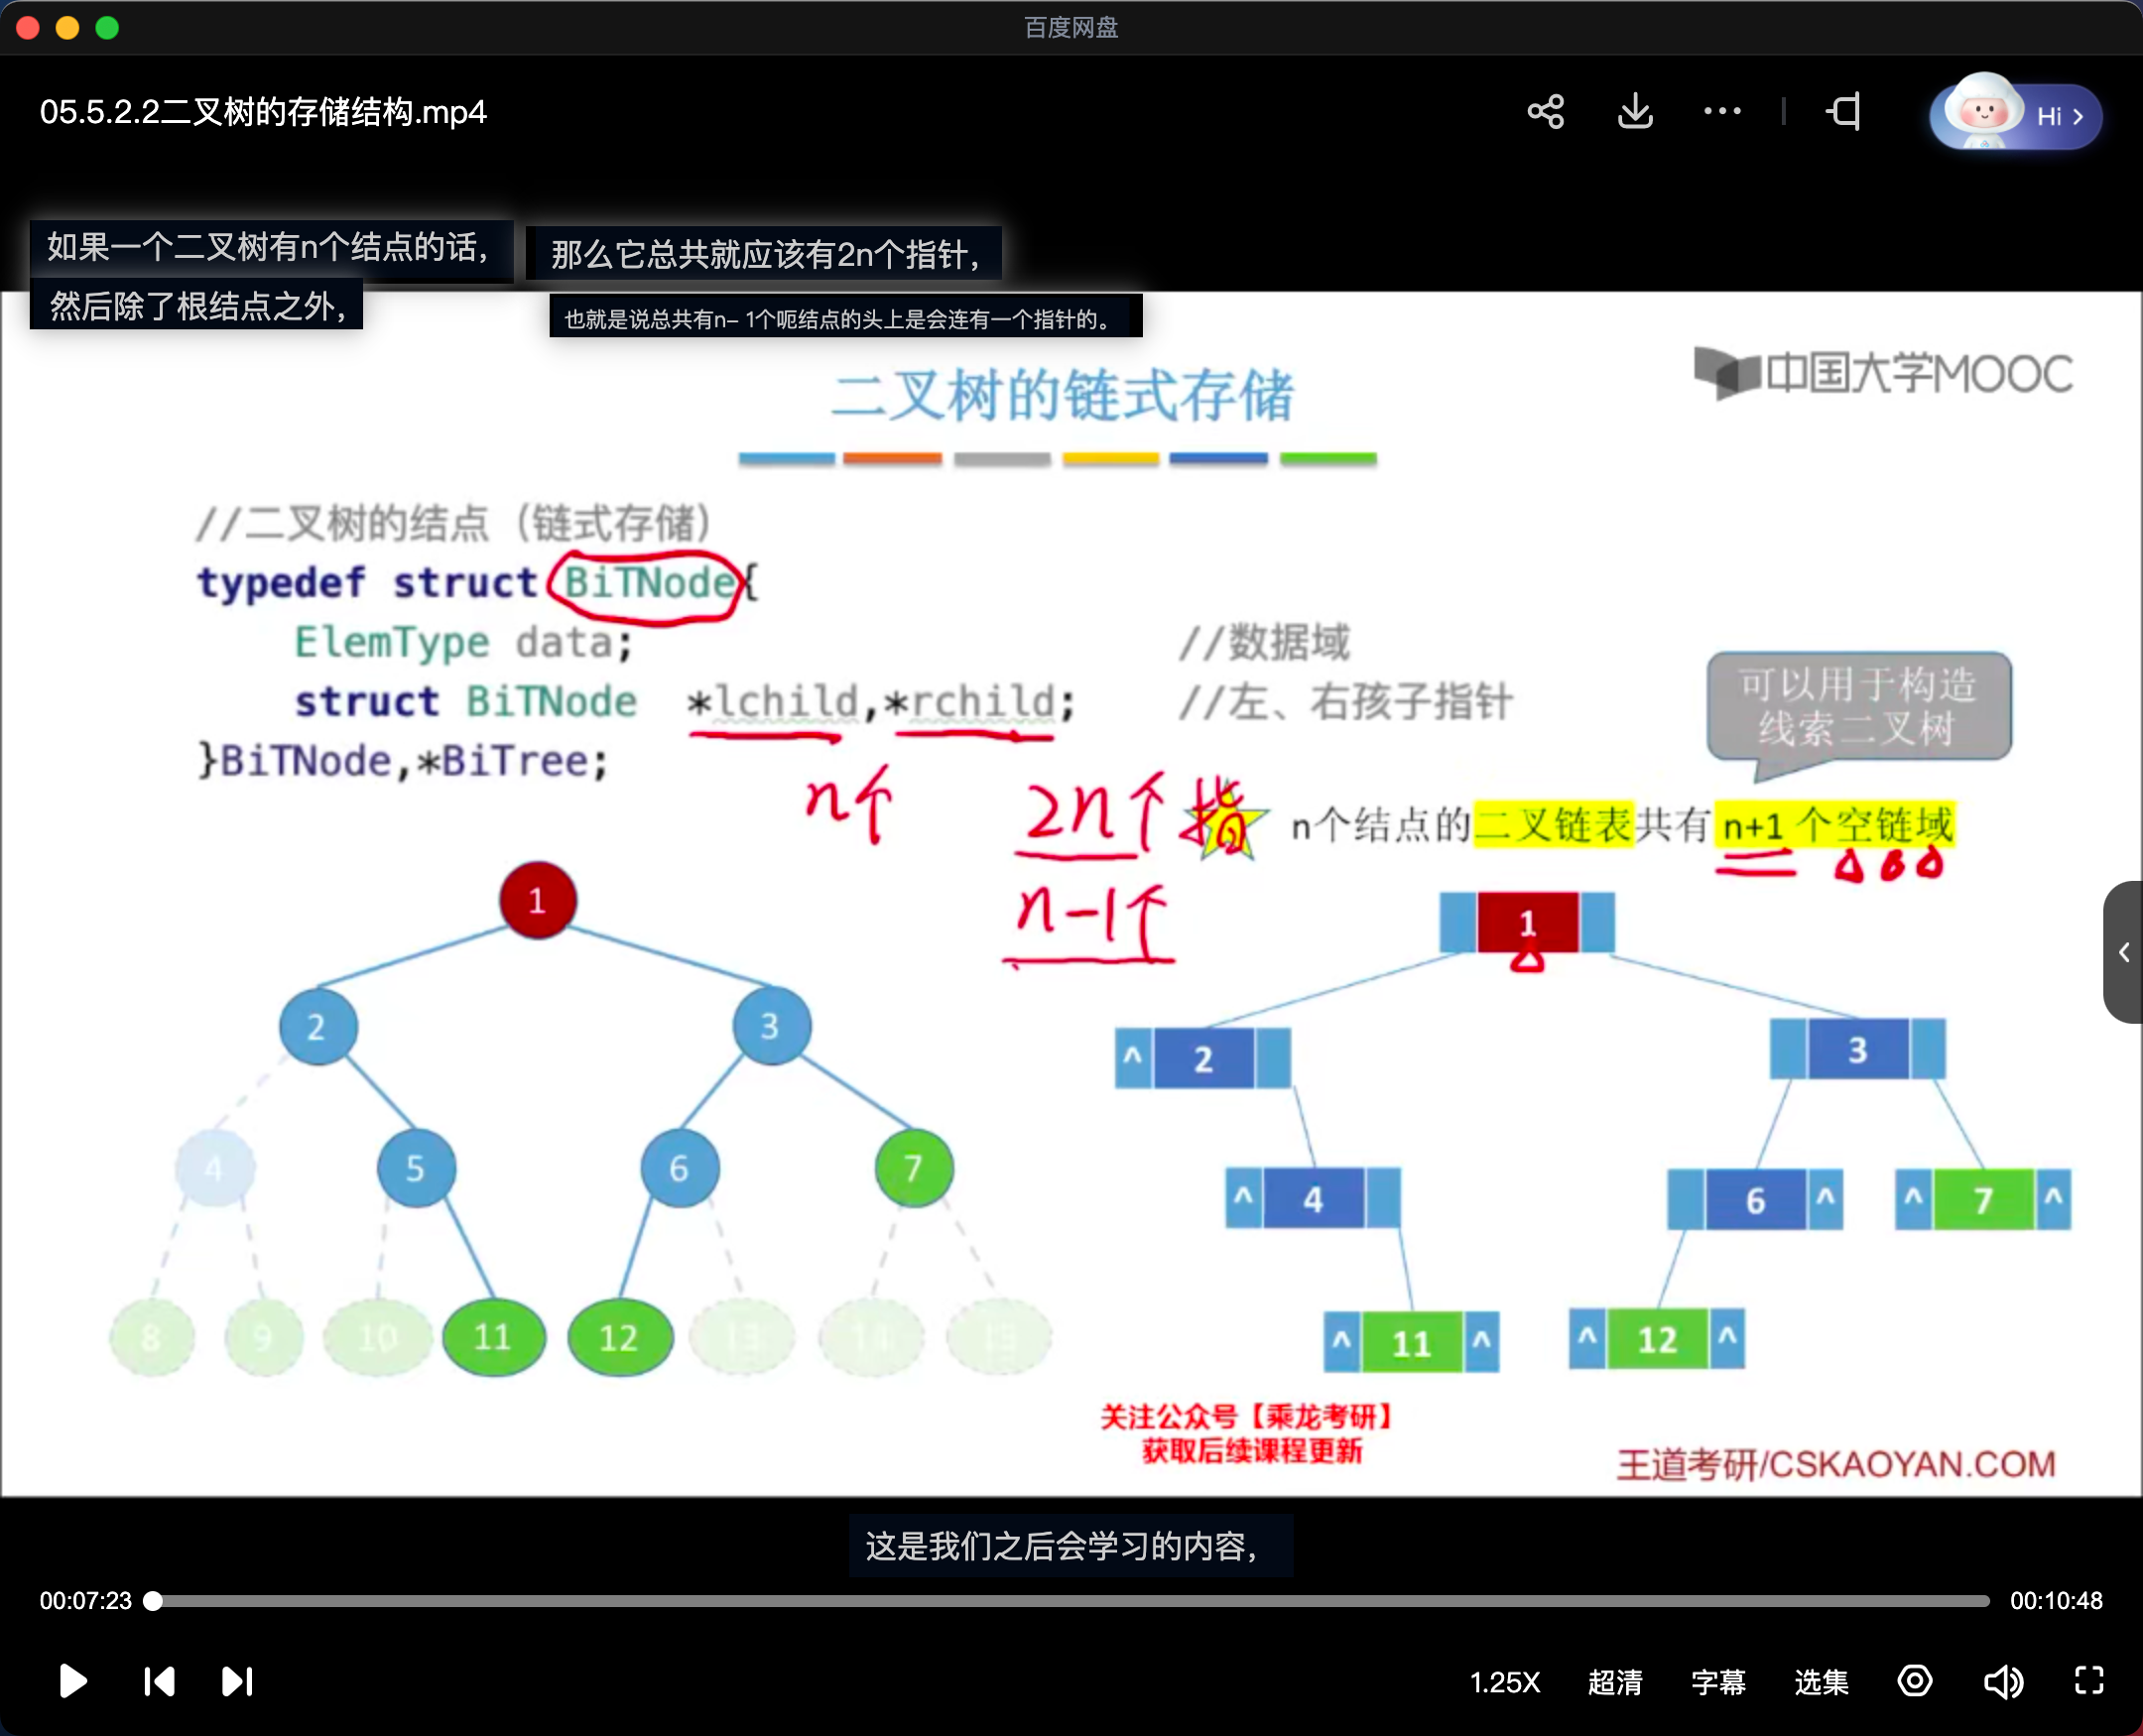 百度网盘
05.5.2.2二叉树的存储结构.mp4
Hi
如果一个二叉树有n个结点的话,
那么它总共就应该有2n个指针,
然后除了根结点之外,
也就是说总共有n- 1个呃结点的头上是会连有一个指针的。
中国大学MOOC
二叉树的链式存储
//二叉树的结点（链式存储）
typedef struct BiTNode{
ElemType data; //数据域
struct BiTNode *lchild,*rchild; //左、右孩子指针
}BiTNode,*BiTree;
可以用于构造
线索二叉树
n个
2n个指
n个结点的二叉链表共有 n+1 个空链域
n-1个
1
1
2
3
^ 2
3
4
5
6
7
^ 4
6 ^
^ 7 ^
8
9
10
11
12
13
14
15
^ 11 ^
^ 12 ^
关注公众号【乘龙考研】
获取后续课程更新
王道考研/CSKAOYAN.COM
这是我们之后会学习的内容,
00:07:23
00:10:48
1.25X
超清
字幕
选集